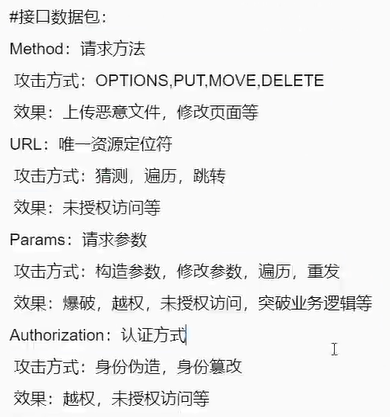 #接口数据包：
Method：请求方法
攻击方式：OPTIONS,PUT,MOVE,DELETE
效果：上传恶意文件，修改页面等
URL：唯一资源定位符
攻击方式：猜测，遍历，跳转
效果：未授权访问等
Params：请求参数
攻击方式：构造参数，修改参数，遍历，重发
效果：爆破，越权，未授权访问，突破业务逻辑等
Authorization：认证方式
攻击方式：身份伪造，身份篡改
效果：越权，未授权访问等